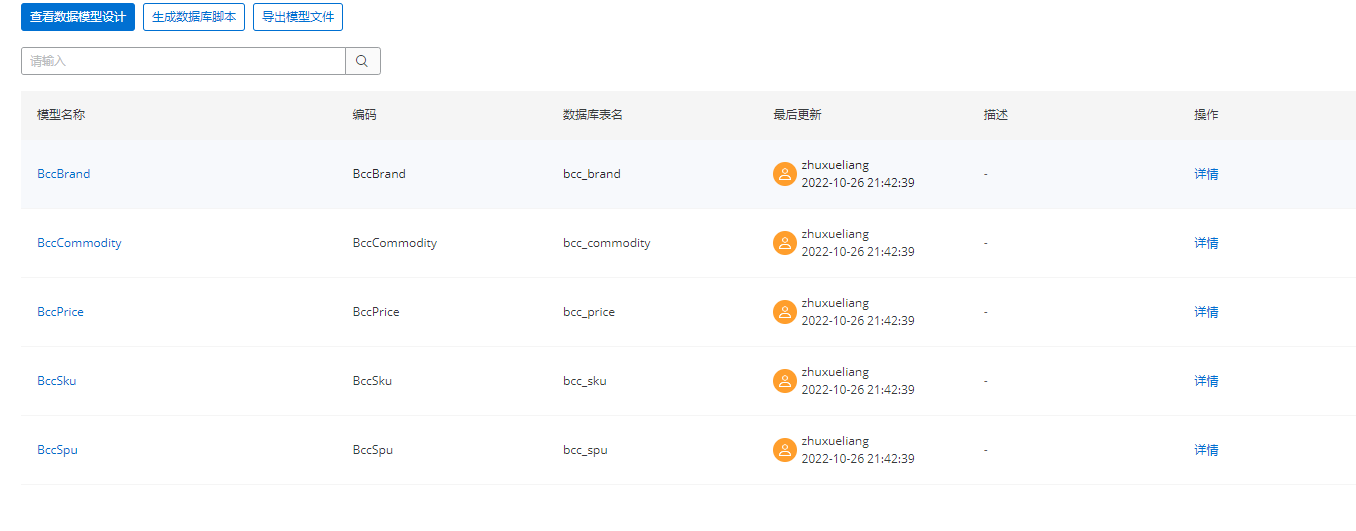 查看数据模型设计 生成数据库脚本 导出模型文件
请输入
模型名称 编码 数据库表名 最后更新 描述 操作
BccBrand BccBrand bcc_brand zhuxueliang 2022-10-26 21:42:39 - 详情
BccCommodity BccCommodity bcc_commodity zhuxueliang 2022-10-26 21:42:39 - 详情
BccPrice BccPrice bcc_price zhuxueliang 2022-10-26 21:42:39 - 详情
BccSku BccSku bcc_sku zhuxueliang 2022-10-26 21:42:39 - 详情
BccSpu BccSpu bcc_spu zhuxueliang 2022-10-26 21:42:39 - 详情